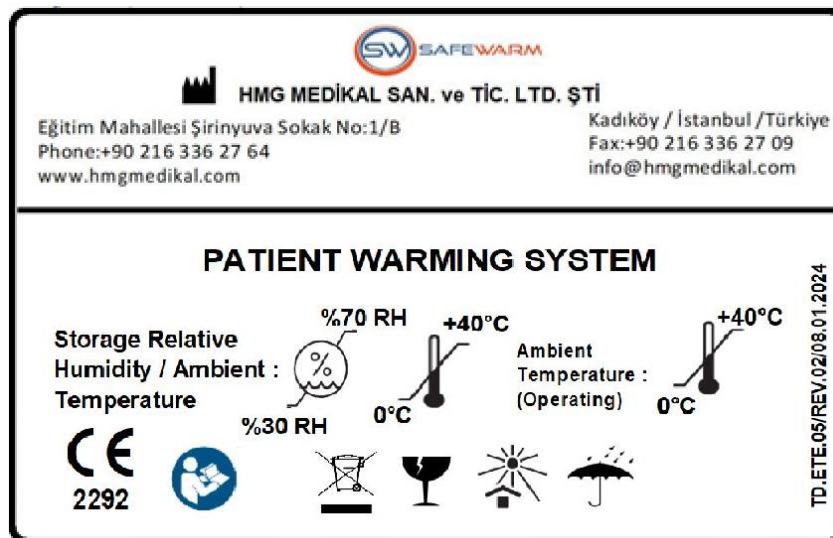 SW SAFEWARM
HMG MEDİKAL SAN. ve TİC. LTD. ŞTİ
Eğitim Mahallesi Şirinyuva Sokak No:1/B
Phone:+90 216 336 27 64
www.hmgmedikal.com
Kadıköy / İstanbul /Türkiye
Fax:+90 216 336 27 09
info@hmgmedikal.com
PATIENT WARMING SYSTEM
Storage Relative
Humidity / Ambient :
Temperature
%70 RH
%
%30 RH
+40°C
0°C
Ambient
Temperature :
(Operating)
+40°C
0°C
CE
2292
TD.ETE.05/REV.02/08.01.2024